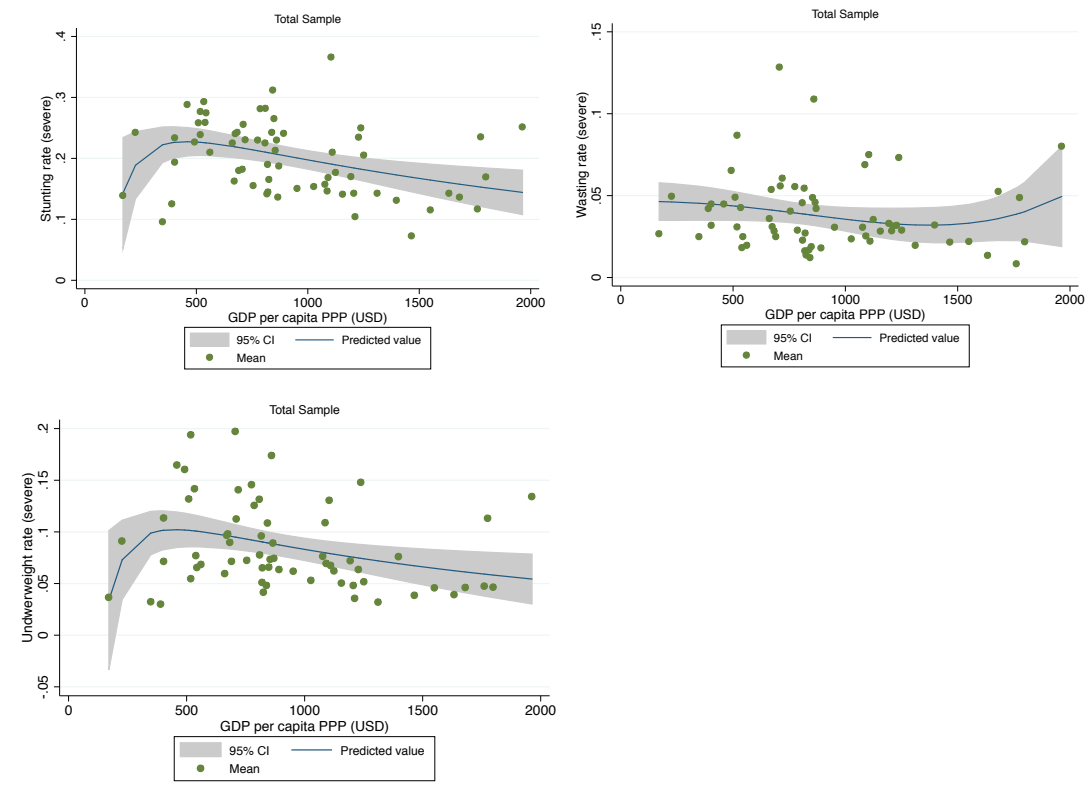 Total Sample
Stunting rate (severe)
.4
.3
.2
.1
0
0 500 1000 1500 2000
GDP per capita PPP (USD)
95% CI Predicted value
Mean
Total Sample
Wasting rate (severe)
.15
.1
.05
0
0 500 1000 1500 2000
GDP per capita PPP (USD)
95% CI Predicted value
Mean
Total Sample
Undwerweight rate (severe)
.2
.15
.1
.05
0
-.05
0 500 1000 1500 2000
GDP per capita PPP (USD)
95% CI Predicted value
Mean